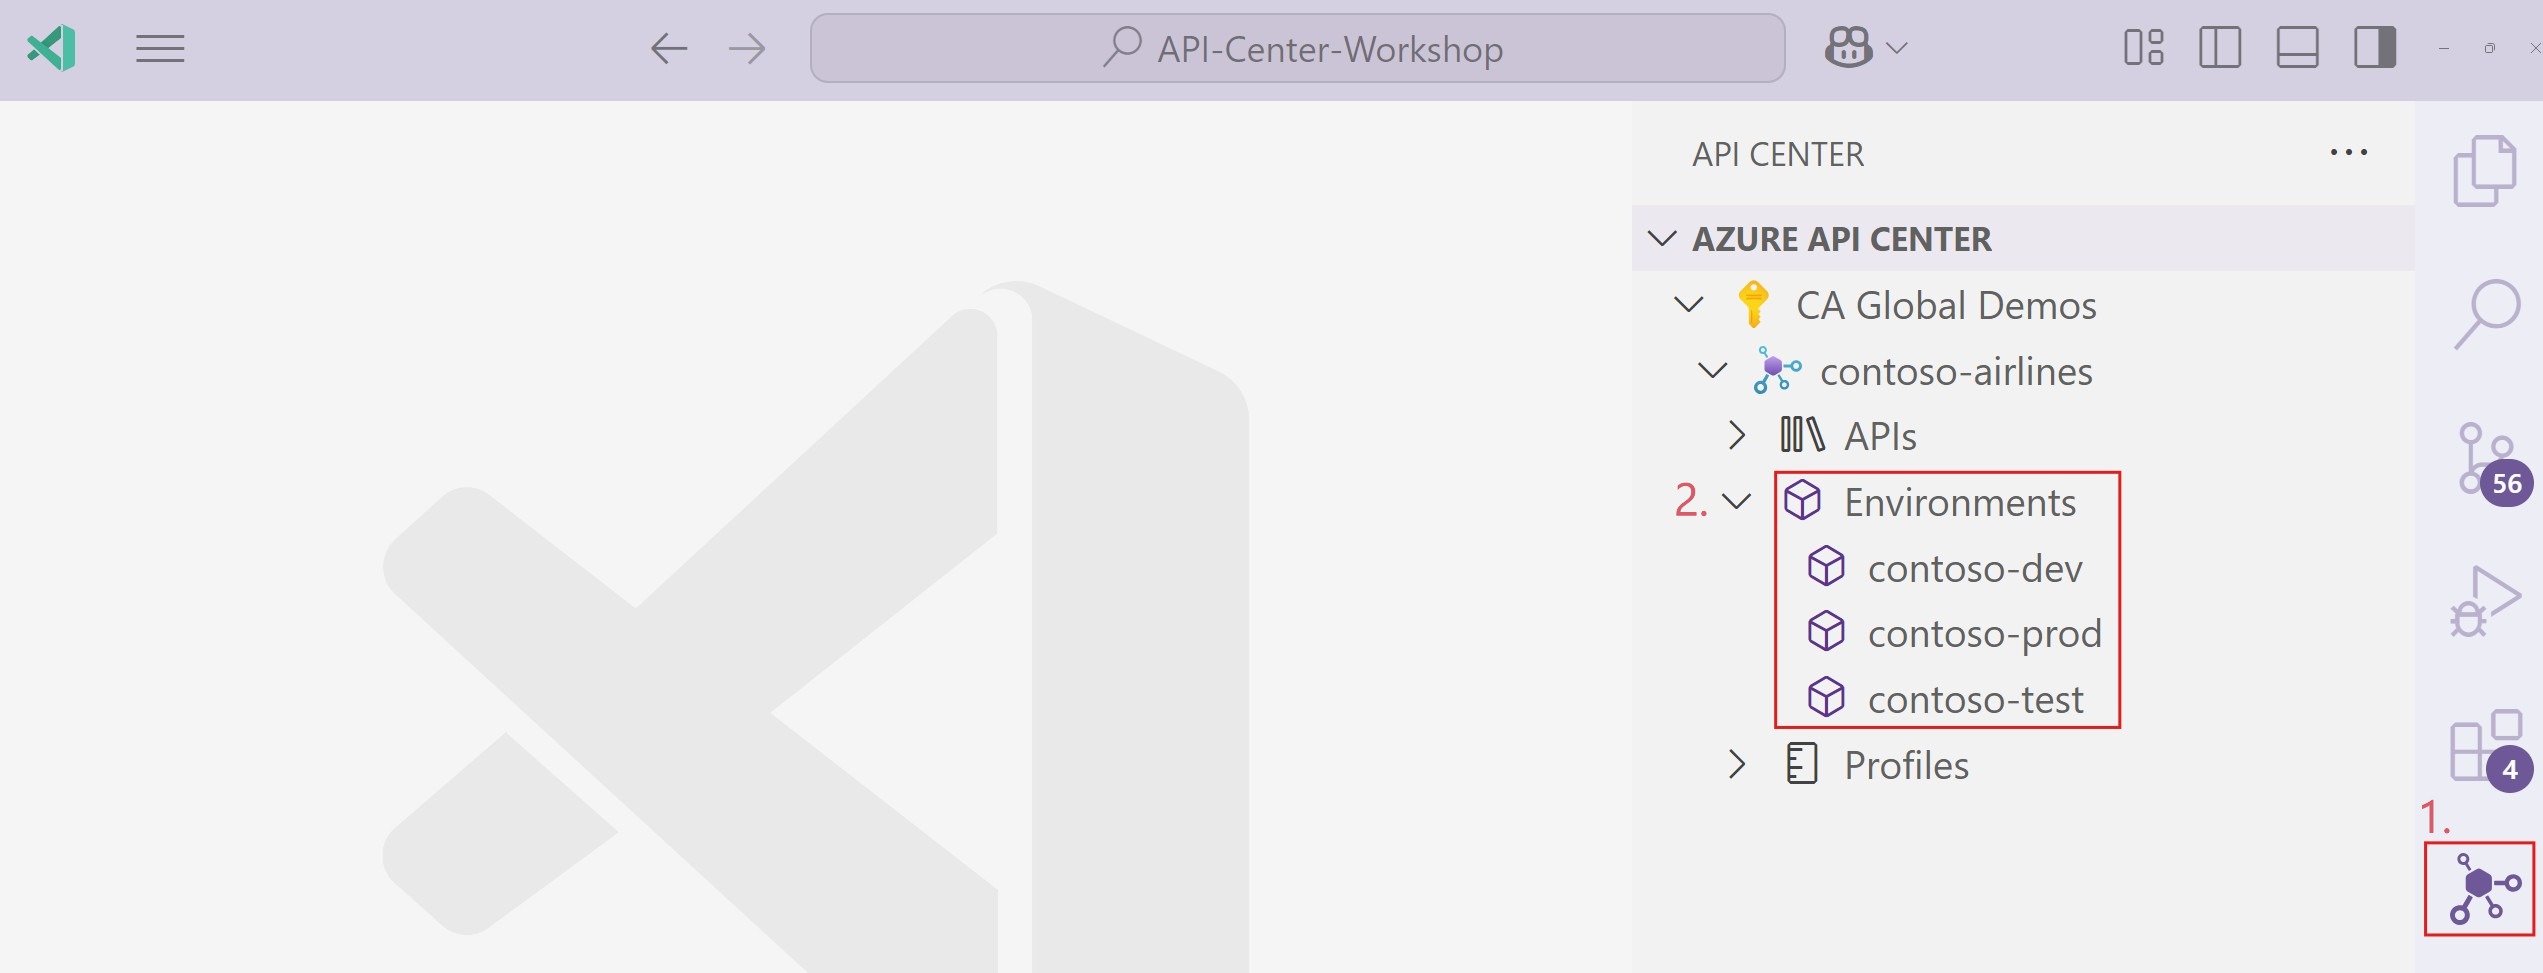 API-Center-Workshop
API CENTER
AZURE API CENTER
CA Global Demos
contoso-airlines
APIs
2. Environments
contoso-dev
contoso-prod
contoso-test
Profiles
56
4
1.